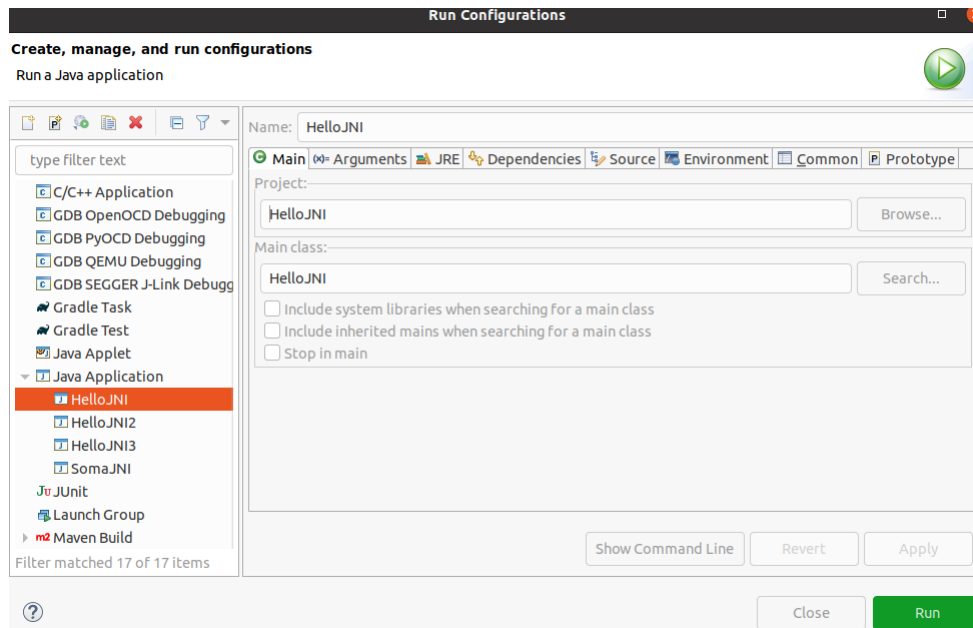 Run Configurations
Create, manage, and run configurations
Run a Java application
type filter text
C/C++ Application
GDB OpenOCD Debugging
GDB PyOCD Debugging
GDB QEMU Debugging
GDB SEGGER J-Link Debugg
Gradle Task
Gradle Test
Java Applet
Java Application
HelloJNI
HelloJNI2
HelloJNI3
SomaJNI
JUnit
Launch Group
Maven Build
Filter matched 17 of 17 items
Name: HelloJNI
Main (x)= Arguments JRE Dependencies Source Environment Common Prototype
Project:
HelloJNI Browse...
Main class:
HelloJNI Search...
Include system libraries when searching for a main class
Include inherited mains when searching for a main class
Stop in main
Show Command Line Revert Apply
Close Run